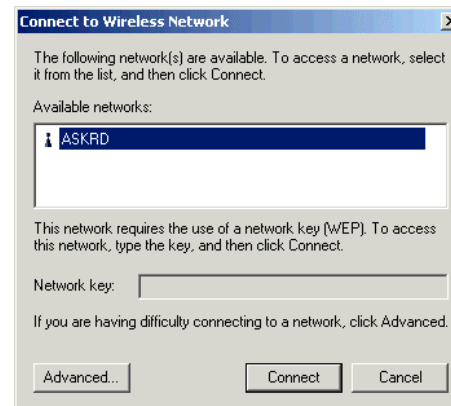 Connect to Wireless Network
The following network(s) are available. To access a network, select
it from the list, and then click Connect.
Available networks:
ASKRD
This network requires the use of a network key (WEP). To access
this network, type the key, and then click Connect.
Network key:
If you are having difficulty connecting to a network, click Advanced.
Advanced... Connect Cancel